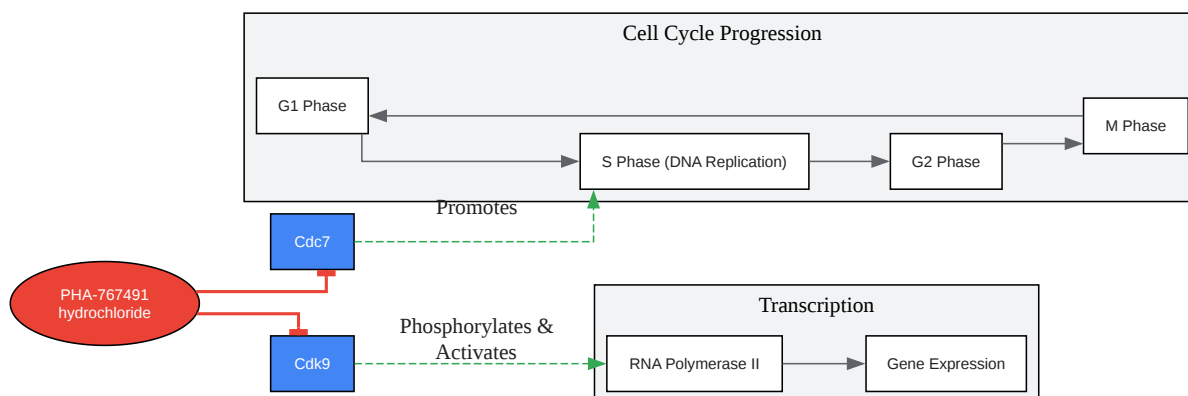 Cell Cycle Progression
G1 Phase
M Phase
S Phase (DNA Replication)
G2 Phase
Promotes
Cdc7
PHA-767491
hydrochloride
Transcription
Phosphorylates &
Activates
Cdk9
RNA Polymerase II
Gene Expression